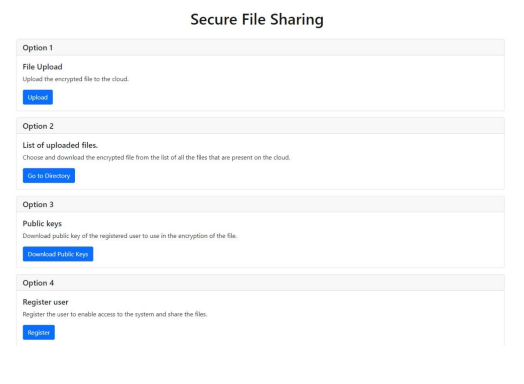 Secure File Sharing
Option 1
File Upload
Upload the encrypted file to the cloud.
Upload
Option 2
List of uploaded files.
Choose and download the encrypted file from the list of all the files that are present on the cloud.
Go to Directory
Option 3
Public keys
Download public key of the registered user to use in the encryption of the file.
Download Public Keys
Option 4
Register user
Register the user to enable access to the system and share the files.
Register